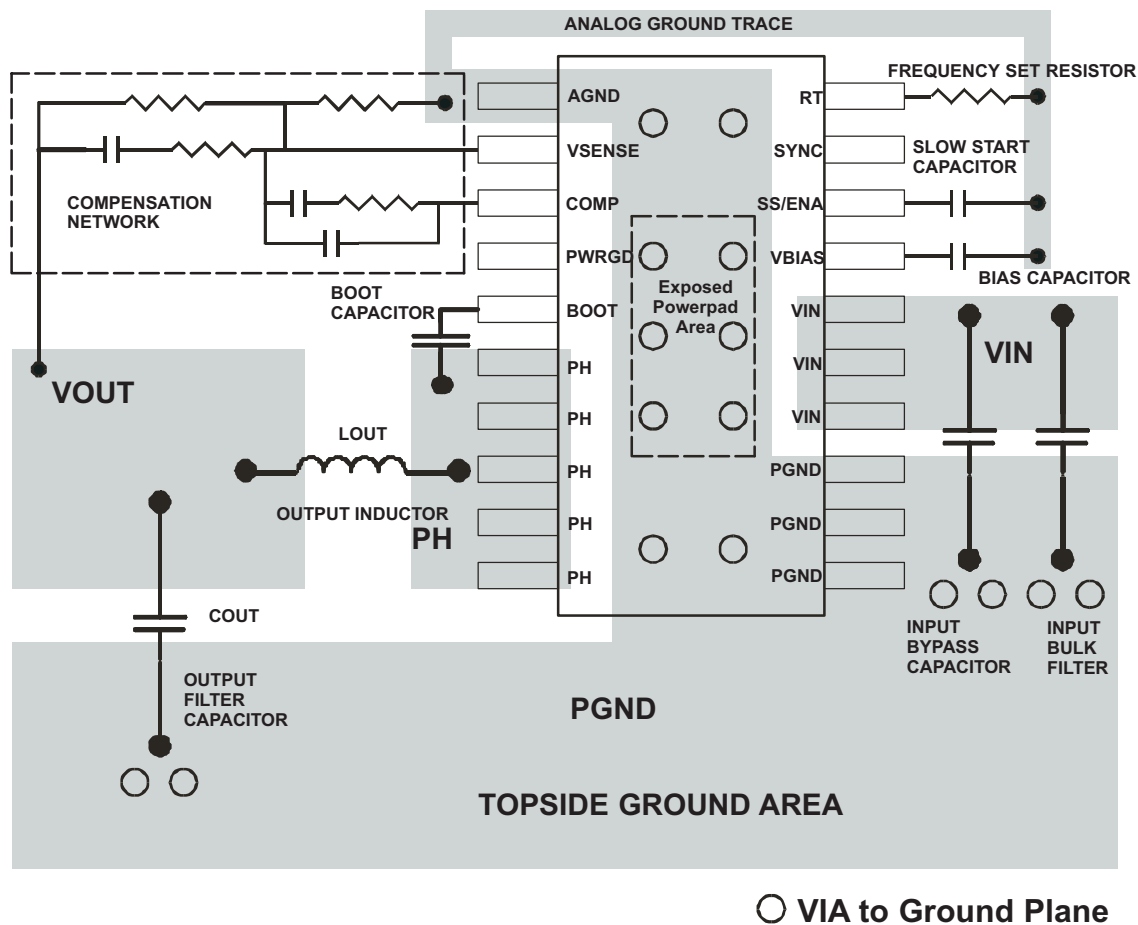 ANALOG GROUND TRACE
FREQUENCY SET RESISTOR
AGND
RT
VSENSE
SYNC
SLOW START
CAPACITOR
COMPENSATION
NETWORK
COMP
SS/ENA
PWRGD
VBIAS
BIAS CAPACITOR
Exposed
Powerpad
Area
BOOT
CAPACITOR
BOOT
VIN
VIN
PH
VIN
VOUT
PH
VIN
LOUT
PH
PGND
OUTPUT INDUCTOR
PH
PH
PGND
PH
PGND
COUT
INPUT
BYPASS
CAPACITOR
INPUT
BULK
FILTER
OUTPUT
FILTER
CAPACITOR
PGND
TOPSIDE GROUND AREA
VIA to Ground Plane